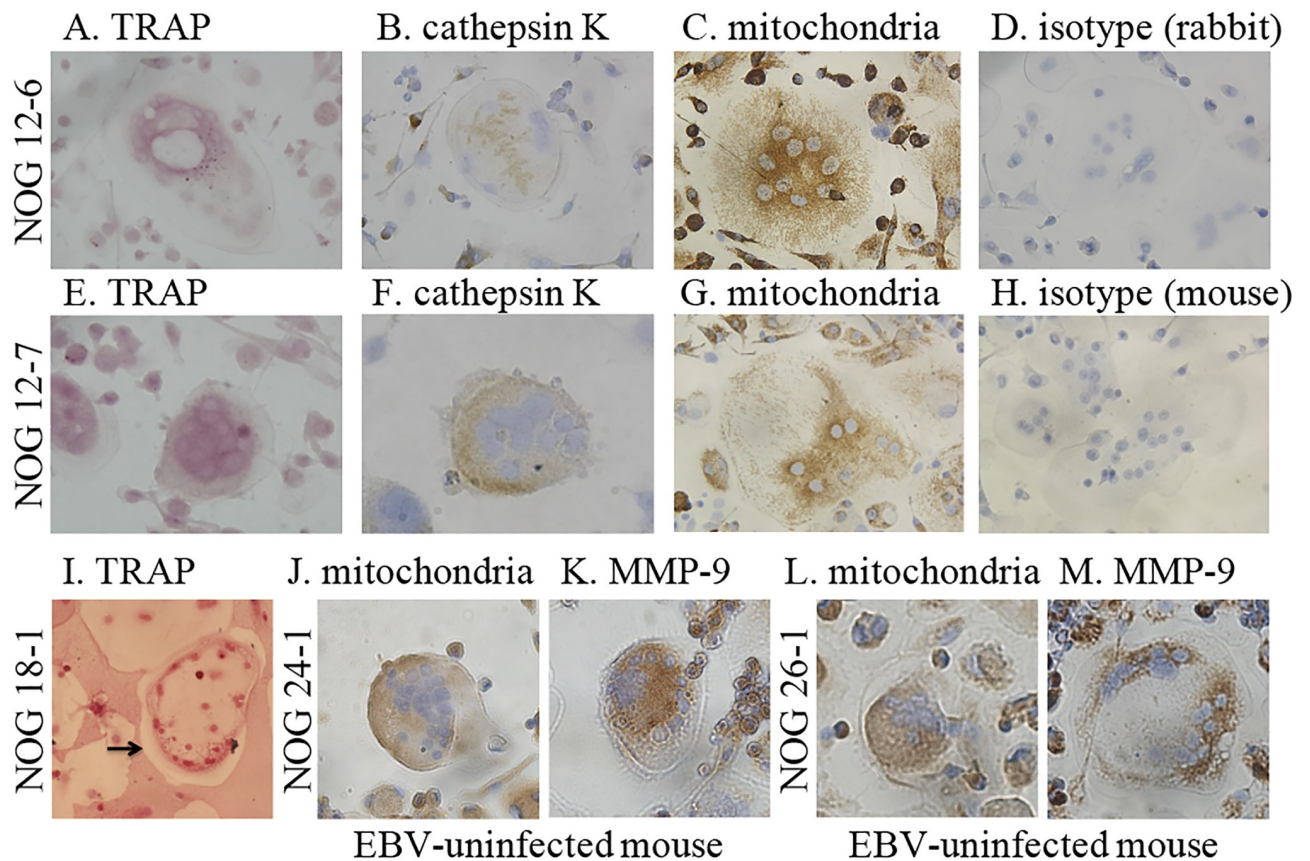 A. TRAP
B. cathepsin K
C. mitochondria
D. isotype (rabbit)
NOG 12-6
E. TRAP
F. cathepsin K
G. mitochondria
H. isotype (mouse)
NOG 12-7
I. TRAP
J. mitochondria
K. MMP-9
L. mitochondria
M. MMP-9
NOG 18-1
NOG 24-1
NOG 26-1
EBV-uninfected mouse
EBV-uninfected mouse